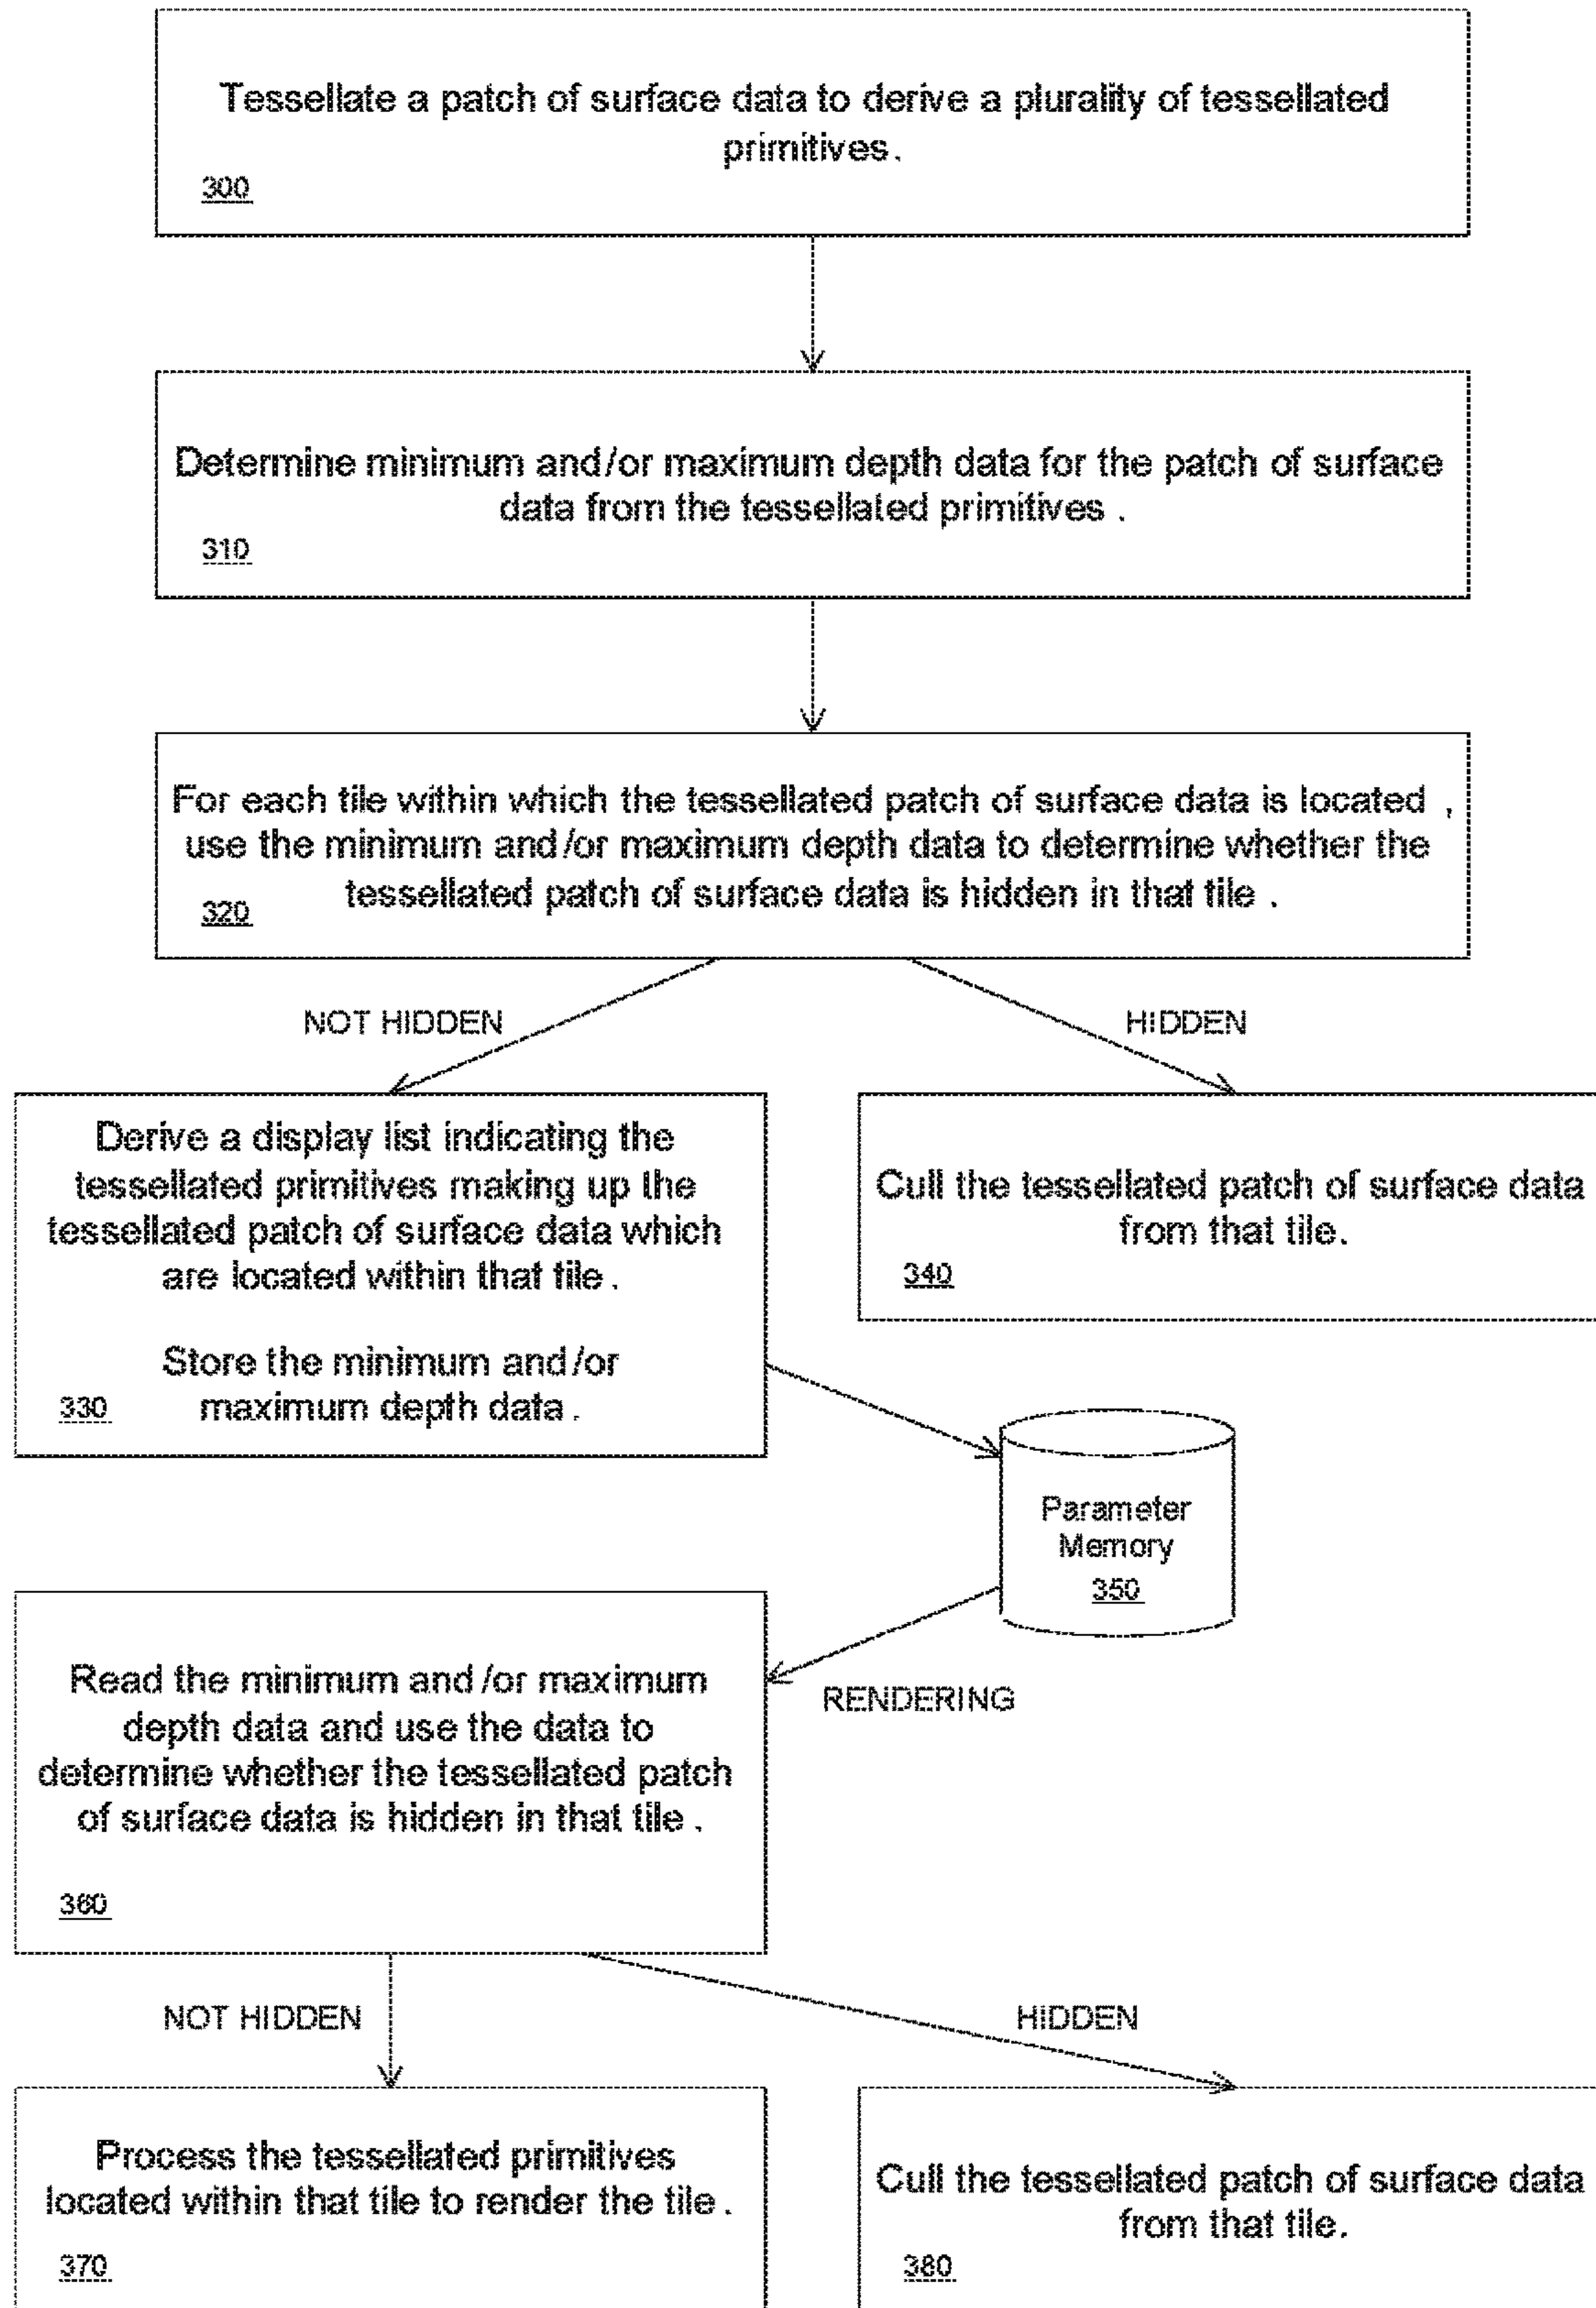 Tessellate a patch of surface data to derive a plurality of tessellated
primitives.
300
Determine minimum and/or maximum depth data for the patch of surface
data from the tessellated primitives .
310
For each tile within which the tessellated patch of surface data is located ,
use the minimum and/or maximum depth data to determine whether the
tessellated patch of surface data is hidden in that tile .
320
NOT HIDDEN
HIDDEN
Derive a display list indicating the
tessellated primitives making up the
tessellated patch of surface data which
are located within that tile .
Store the minimum and/or
maximum depth data .
330
Cull the tessellated patch of surface data
from that tile.
340
Parameter
Memory
350
RENDERING
Read the minimum and /or maximum
depth data and use the data to
determine whether the tessellated patch
of surface data is hidden in that tile .
360
NOT HIDDEN
HIDDEN
Process the tessellated primitives
located within that tile to render the tile .
370
Cull the tessellated patch of surface data
from that tile.
380